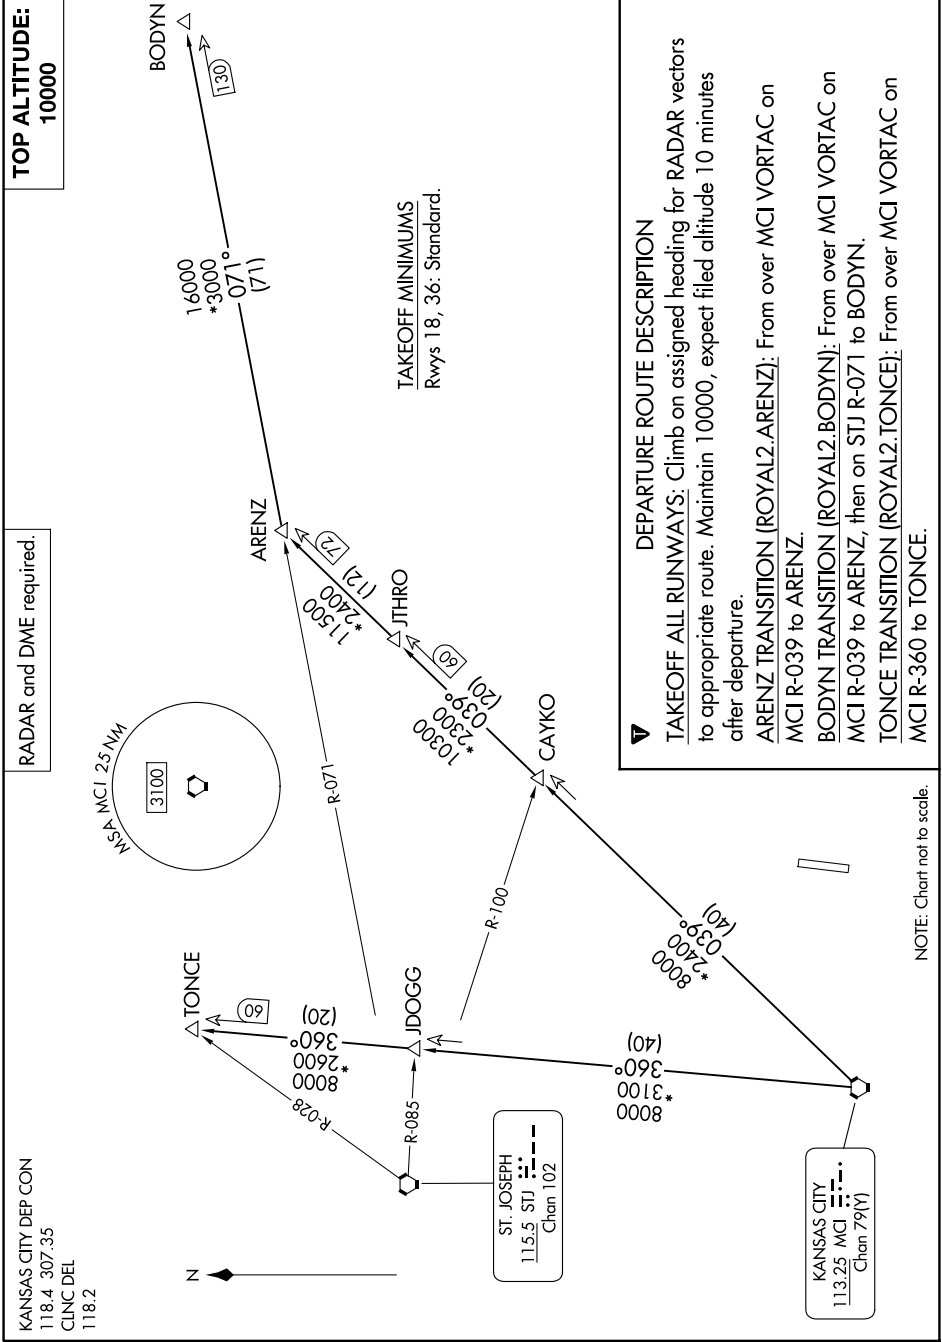 KANSAS CITY DEP CON
118.4 307.35
CLNC DEL
118.2
RADAR and DME required.
TOP ALTITUDE:
10000
N
MSA MCI 25 NM
3100
TONCE
60
R-028
8000
*2600
360°
(20)
JDOGG
R-085
8000
*3100
360°
(40)
ST. JOSEPH
115.5 STJ
Chan 102
KANSAS CITY
113.25 MCI
Chan 79(Y)
R-071
R-100
8000
*2400
039°
(40)
CAYKO
10300
*2300
039°
(20)
60
JTHRO
11500
*2400
(12)
72
ARENZ
16000
*3000
071°
(71)
130
BODYN
TAKEOFF MINIMUMS
Rwys 18, 36: Standard.
NOTE: Chart not to scale.
T
DEPARTURE ROUTE DESCRIPTION
TAKEOFF ALL RUNWAYS: Climb on assigned heading for RADAR vectors
to appropriate route. Maintain 10000, expect filed altitude 10 minutes
after departure.
ARENZ TRANSITION (ROYAL2.ARENZ): From over MCI VORTAC on
MCI R-039 to ARENZ.
BODYN TRANSITION (ROYAL2.BODYN): From over MCI VORTAC on
MCI R-039 to ARENZ, then on STJ R-071 to BODYN.
TONCE TRANSITION (ROYAL2.TONCE): From over MCI VORTAC on
MCI R-360 to TONCE.